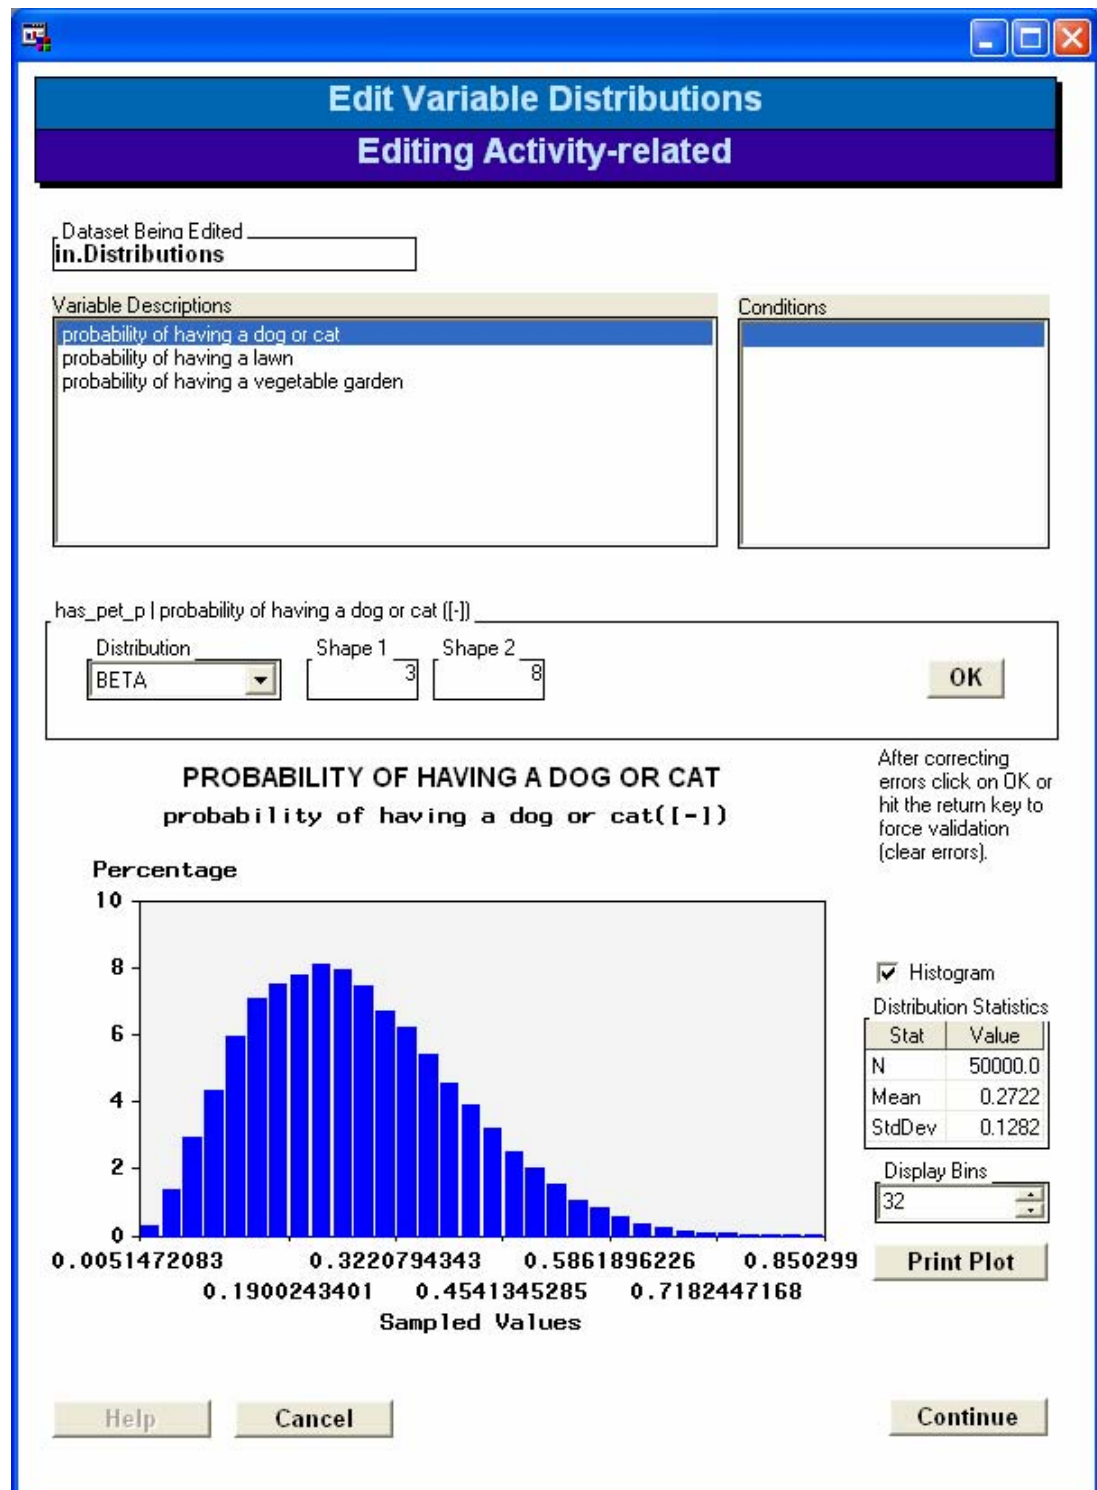 Edit Variable Distributions
Editing Activity-related
Dataset Being Edited
in.Distributions
Variable Descriptions
Conditions
probability of having a dog or cat
probability of having a lawn
probability of having a vegetable garden
has_pet_p | probability of having a dog or cat ([-])
Distribution Shape 1 Shape 2
BETA 3 8
OK
After correcting
errors click on OK or
hit the return key to
force validation
(clear errors).
PROBABILITY OF HAVING A DOG OR CAT
probability of having a dog or cat([-])
Percentage
10
8
6
4
2
0
0.0051472083 0.3220794343 0.5861896226 0.850299
0.1900243401 0.4541345285 0.7182447168
Sampled Values
Histogram
Distribution Statistics
Stat Value
N 50000.0
Mean 0.2722
StdDev 0.1282
Display Bins
32
Print Plot
Help
Cancel
Continue